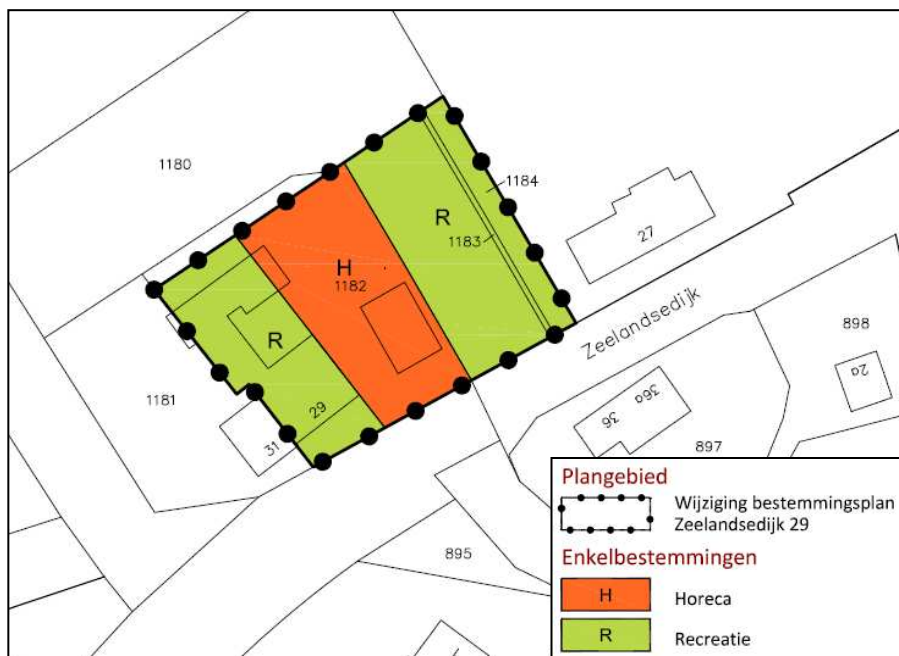 1180
1184
R
1183
27
H
1182
Zeelandsedijk
R
898
2a
1181
29
36a
36
31
897
895
Plangebied
Wijziging bestemmingsplan
Zeelandsedijk 29
Enkelbestemmingen
H Horeca
R Recreatie